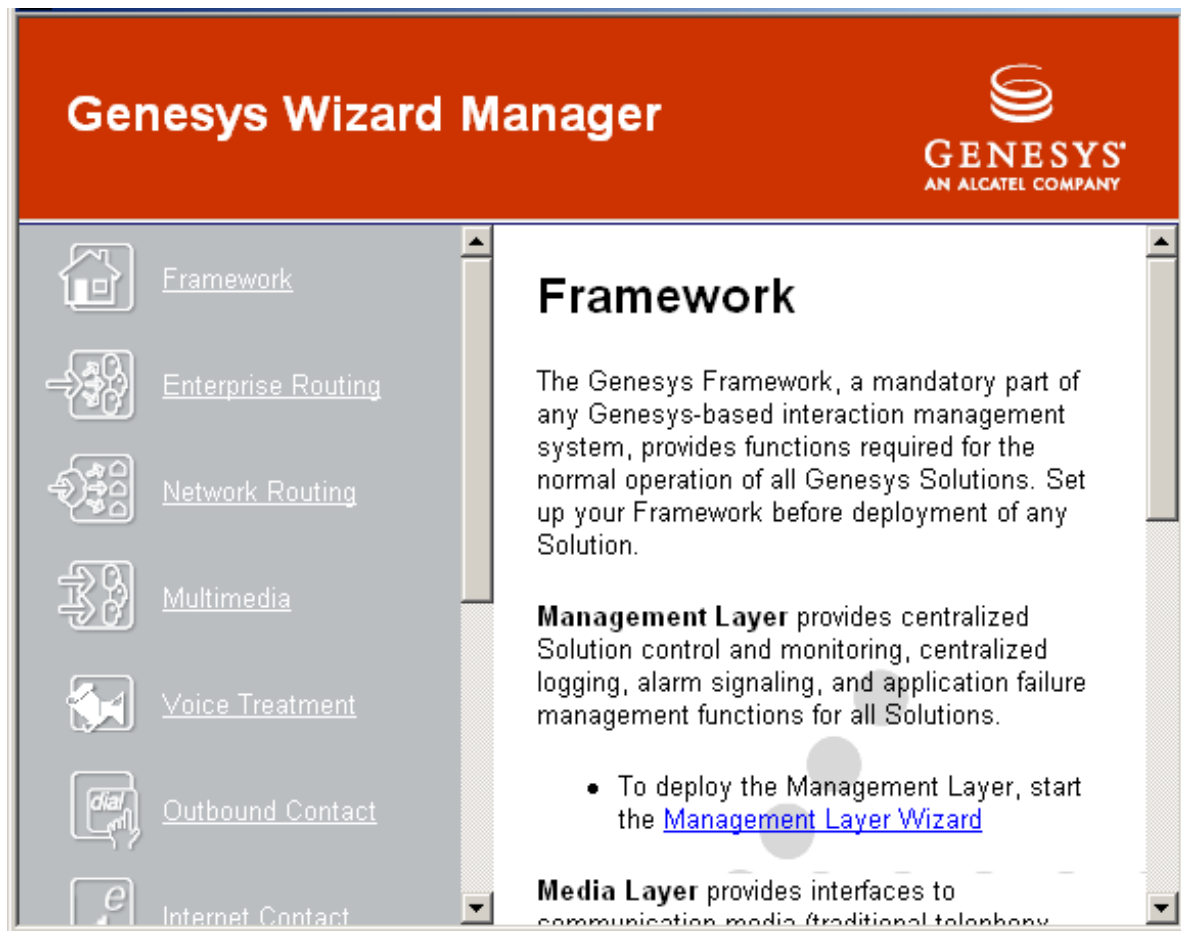 Genesys Wizard Manager
GENESYS
AN ALCATEL COMPANY
Framework
Enterprise Routing
Network Routing
Multimedia
Voice Treatment
dial
Outbound Contact
e
Internet Contact
Framework
The Genesys Framework, a mandatory part of
any Genesys-based interaction management
system, provides functions required for the
normal operation of all Genesys Solutions. Set
up your Framework before deployment of any
Solution.
Management Layer provides centralized
Solution control and monitoring, centralized
logging, alarm signaling, and application failure
management functions for all Solutions.
• To deploy the Management Layer, start
the Management Layer Wizard
Media Layer provides interfaces to
communication media (traditional telephony,